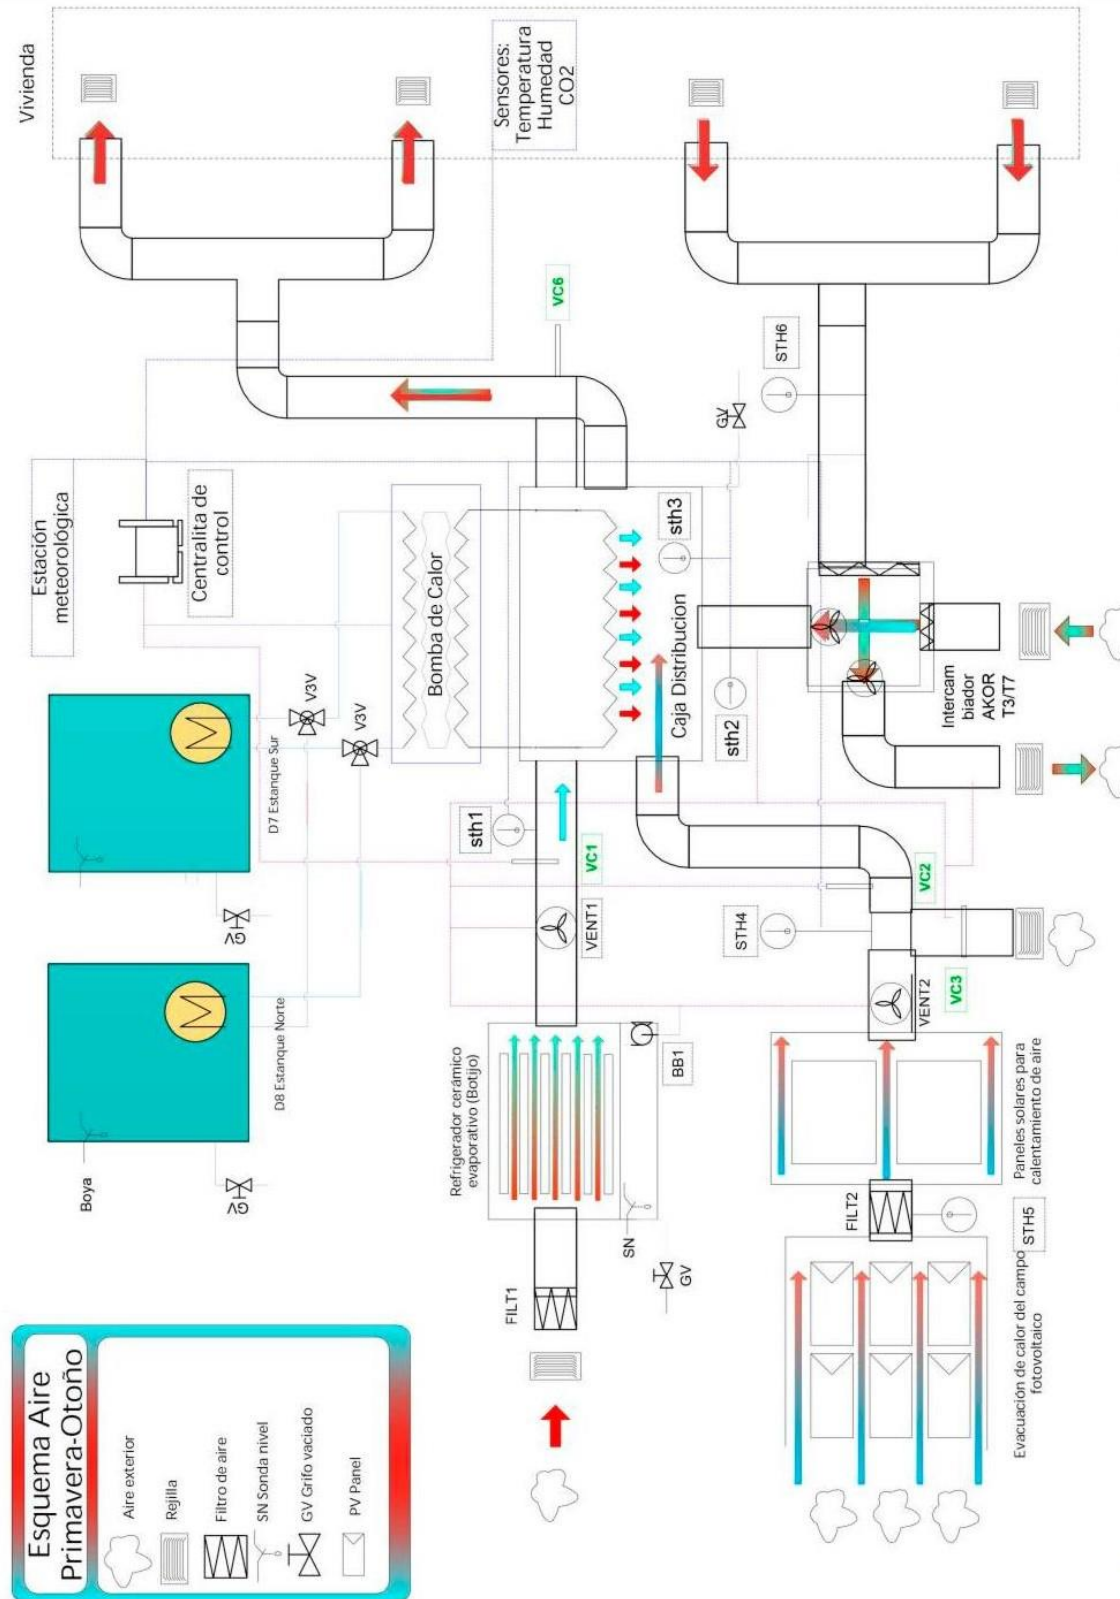 Esquema Aire
Primavera-Otoño
Aire exterior
Rejilla
Filtro de aire
SN Sonda nivel
GV Grifo vaciado
PV Panel
Boya
GV
D8 Estanque Norte
GV
D7 Estanque Sur
V3V
V3V
Estación
meteorológica
Centralita de
control
Vivienda
Sensores:
Temperatura
Humedad
CO2
FILT1
Refrigerador cerámico
evaporativo (Botijo)
SN
GV
BB1
VENT1
sth1
VC1
Bomba de Calor
Caja Distribucion
sth2
sth3
VC6
GV
STH6
Evacuación de calor del campo
fotovoltaico
FILT2
STH5
Paneles solares para
calentamiento de aire
VENT2
VC3
STH4
VC2
Intercam
biador
AKOR
T3/T7